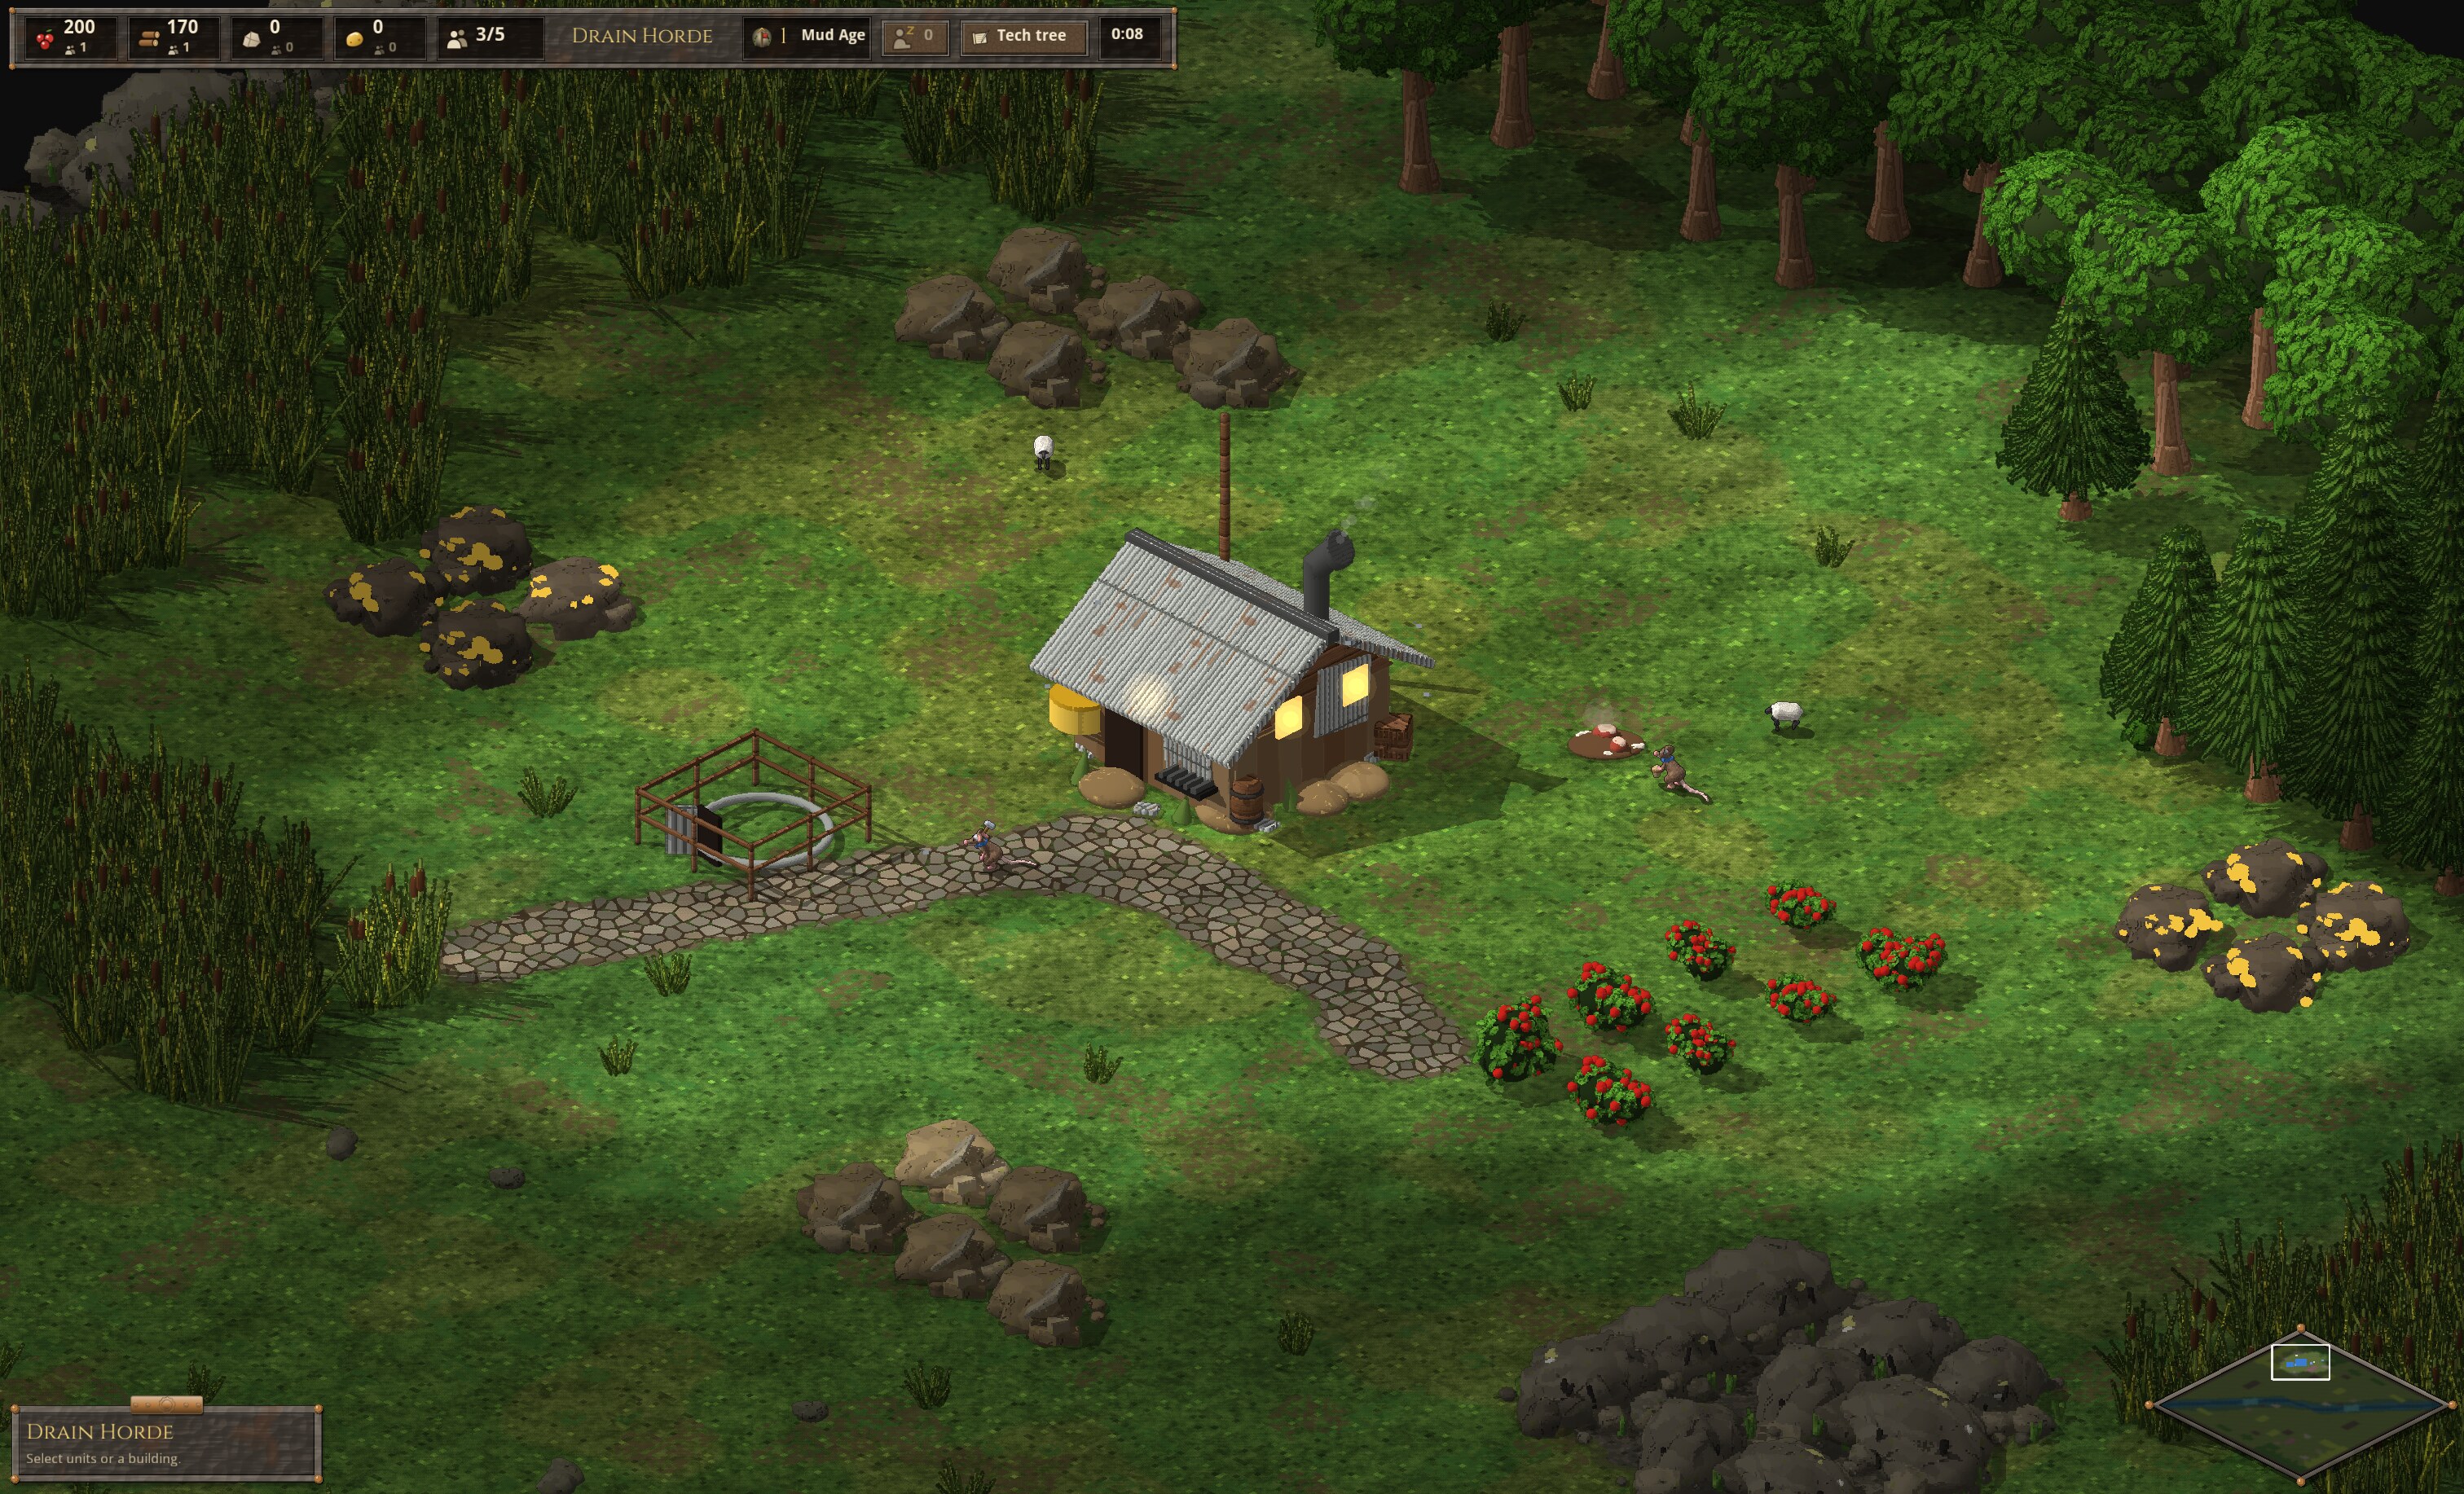 200 170 0 0 3/5 DRAIN HORDE I Mud Age 0 Tech tree 0:08
1 1 0 0
DRAIN HORDE
Select units or a building.